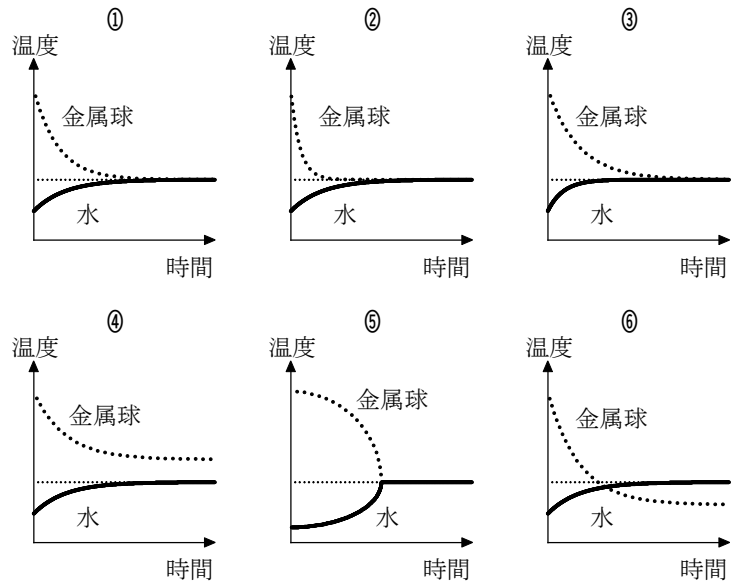 ① ② ③
温度 温度 温度
金属球 金属球 金属球
水 水 水
時間 時間 時間
④ ⑤ ⑥
温度 温度 温度
金属球 金属球 金属球
水 水 水
時間 時間 時間